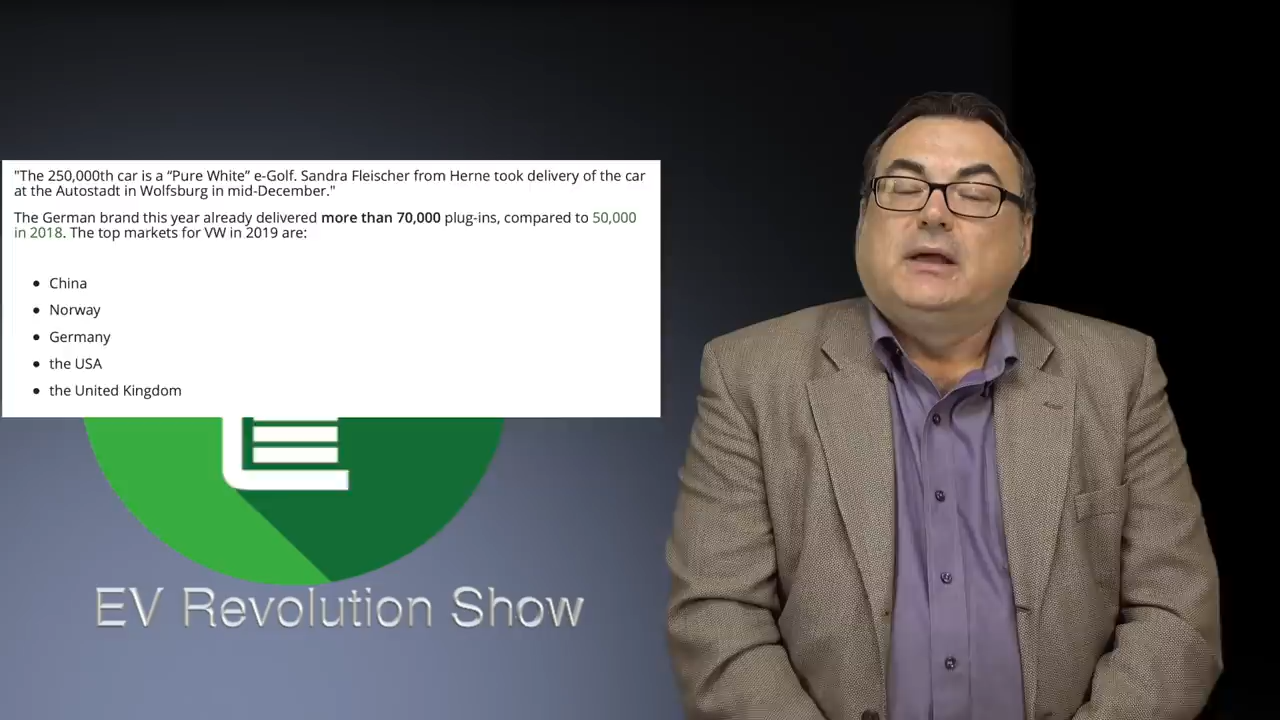 "The 250,000th car is a “Pure White” e-Golf. Sandra Fleischer from Herne took delivery of the car
at the Autostadt in Wolfsburg in mid-December."
The German brand this year already delivered more than 70,000 plug-ins, compared to 50,000
in 2018. The top markets for VW in 2019 are:
China
Norway
Germany
the USA
the United Kingdom
EV Revolution Show